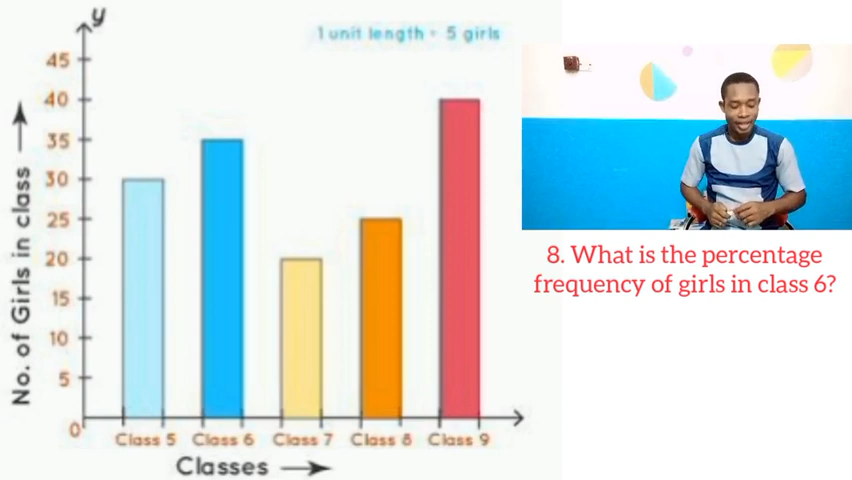 y
1 unit length = 5 girls
45
40
35
30
25
20
15
10
5
0
No. of Girls in class
Class 5 Class 6 Class 7 Class 8 Class 9
Classes
8. What is the percentage
frequency of girls in class 6?